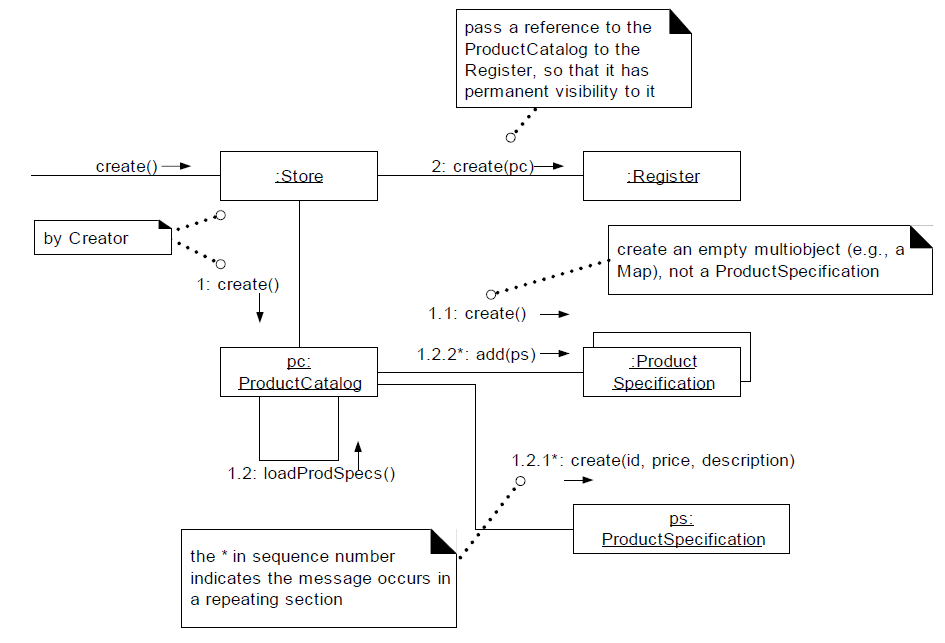 pass a reference to the
ProductCatalog to the
Register, so that it has
permanent visibility to it
create()
:Store
2: create(pc)
:Register
by Creator
create an empty multiobject (e.g., a
Map), not a ProductSpecification
1: create()
1.1: create()
1.2.2*: add(ps)
pc:
ProductCatalog
:Product
Specification
1.2: loadProdSpecs()
1.2.1*: create(id, price, description)
ps:
ProductSpecification
the * in sequence number
indicates the message occurs in
a repeating section